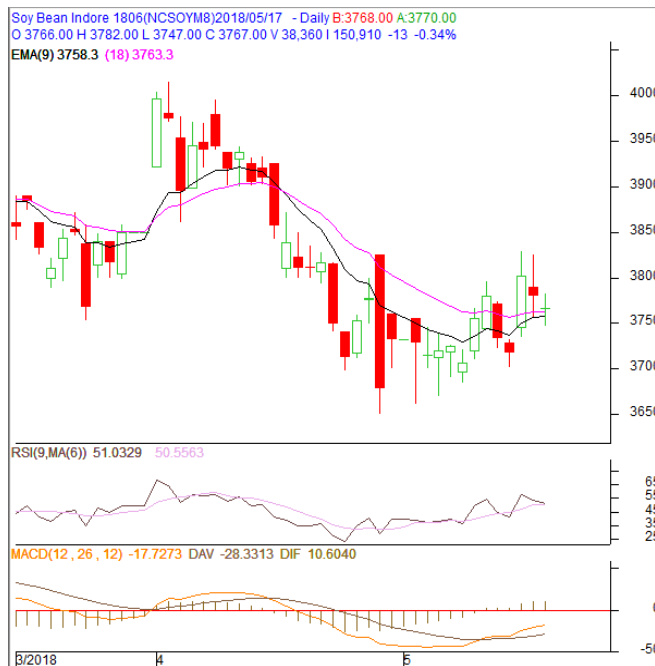 Soy Bean Indore 1806(NCSOYM8)2018/05/17 - Daily B:3768.00 A:3770.00
O 3766.00 H 3782.00 L 3747.00 C 3767.00 V 38,360 I 150,910 -13 -0.34%
EMA(9) 3758.3 (18) 3763.3
4000
3950
3900
3850
3800
3750
3700
3650
RSI(9,MA(6)) 51.0329 50.5563
65
55
45
35
25
MACD(12 , 26 , 12) -17.7273 DAV -28.3313 DIF 10.6040
0
-50
3/2018 4 5